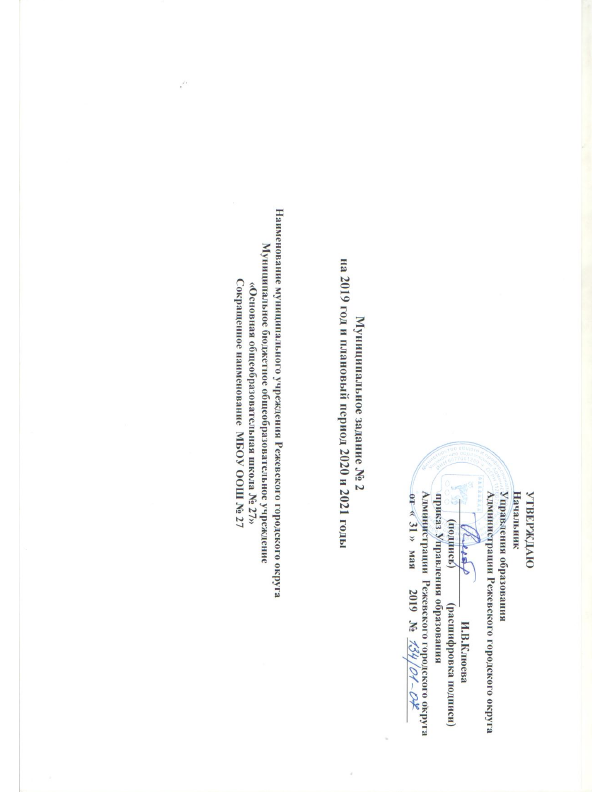 УТВЕРЖДАЮ
Начальник
Управления образования
Администрации Режевского городского округа
И.В.Клюева
(подпись) (расшифровка подписи)
приказ Управления образования
Администрации Режевского городского округа
от « 31 » мая 2019 № 134/01-07
Муниципальное задание № 2
на 2019 год и плановый период 2020 и 2021 годы
Наименование муниципального учреждения Режевского городского округа
Муниципальное бюджетное общеобразовательное учреждение
«Основная общеобразовательная школа № 27»
Сокращенное наименование МБОУ ООШ № 27